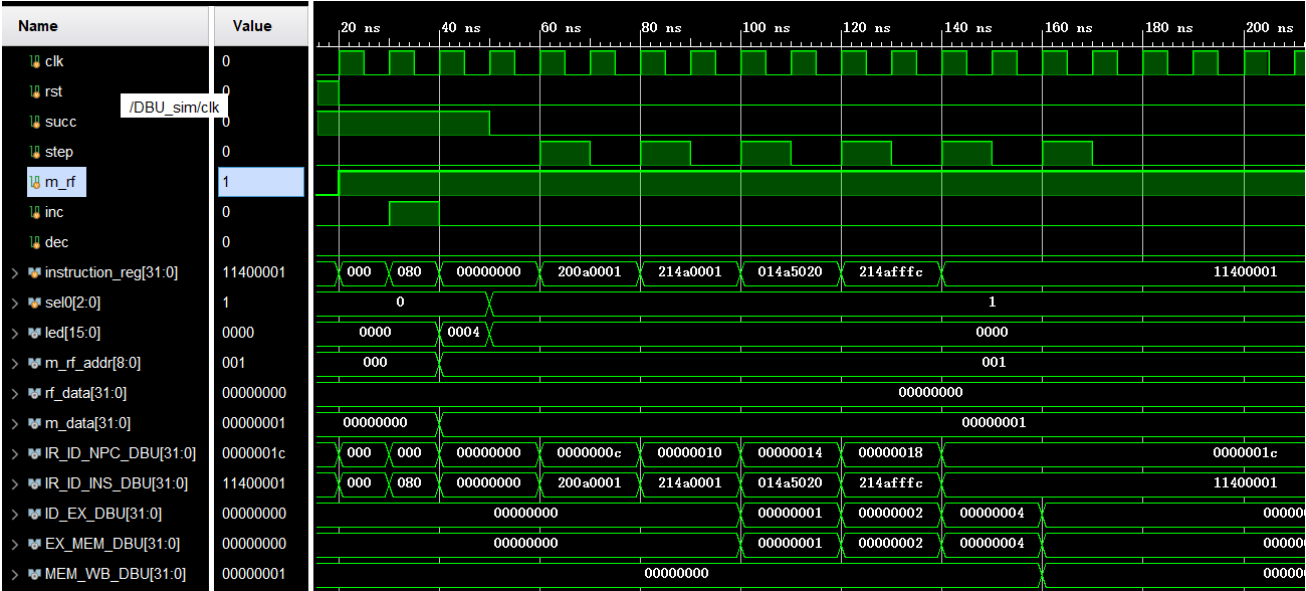 Name Value 20 ns 40 ns 60 ns 80 ns 100 ns 120 ns 140 ns 160 ns 180 ns 200 ns
clk 0
rst 0
/DBU_sim/clk
succ 0
step 0
m_rf 1
inc 0
dec 0
instruction_reg[31:0] 11400001 000 080 00000000 200a0001 214a0001 014a5020 214afffc 11400001
sel0[2:0] 1 0 1
led[15:0] 0000 0000 0004 0000
m_rf_addr[8:0] 001 000 001
rf_data[31:0] 00000000 00000000
m_data[31:0] 00000001 00000000 00000001
IR_ID_NPC_DBU[31:0] 0000001c 000 000 00000000 0000000c 00000010 00000014 00000018 0000001c
IR_ID_INS_DBU[31:0] 11400001 000 080 00000000 200a0001 214a0001 014a5020 214afffc 11400001
ID_EX_DBU[31:0] 00000000 00000000 00000001 00000002 00000004 00000
EX_MEM_DBU[31:0] 00000000 00000000 00000001 00000002 00000004 00000
MEM_WB_DBU[31:0] 00000001 00000000 00000